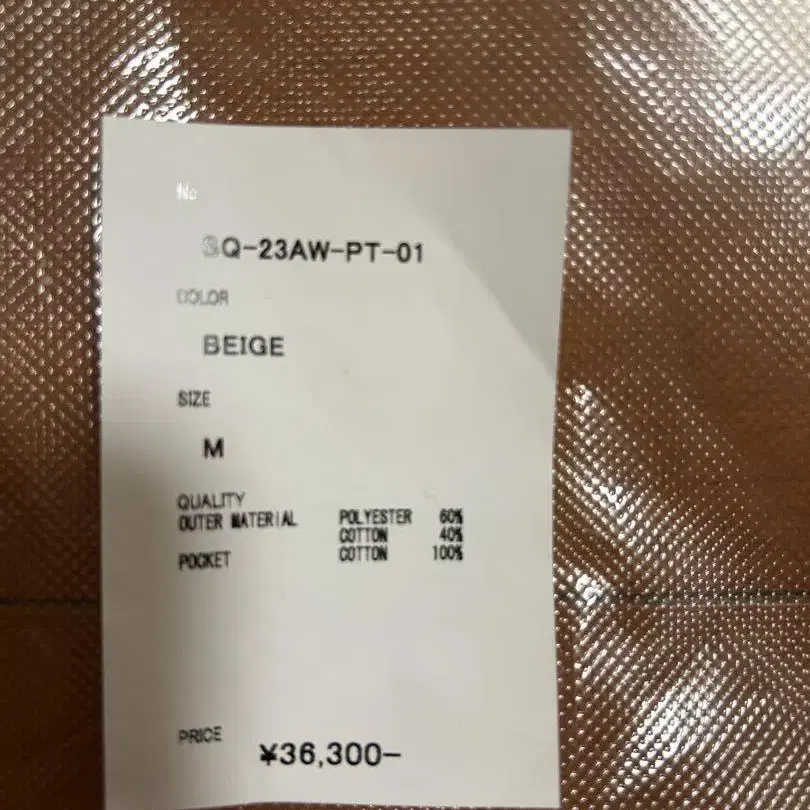 No
SQ-23AW-PT-01
COLOR
BEIGE
SIZE
M
QUALITY
OUTER MATERIAL POLYESTER 60%
COTTON 40%
POCKET COTTON 100%
PRICE ¥36,300-